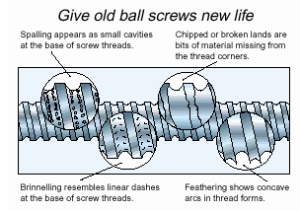 Give old ball screws new life
Spalling appears as small cavities
at the base of screw threads.
Chipped or broken lands are
bits of material missing from
the thread corners.
Brinnelling resembles linear dashes
at the base of screw threads.
Feathering shows concave
arcs in thread forms.